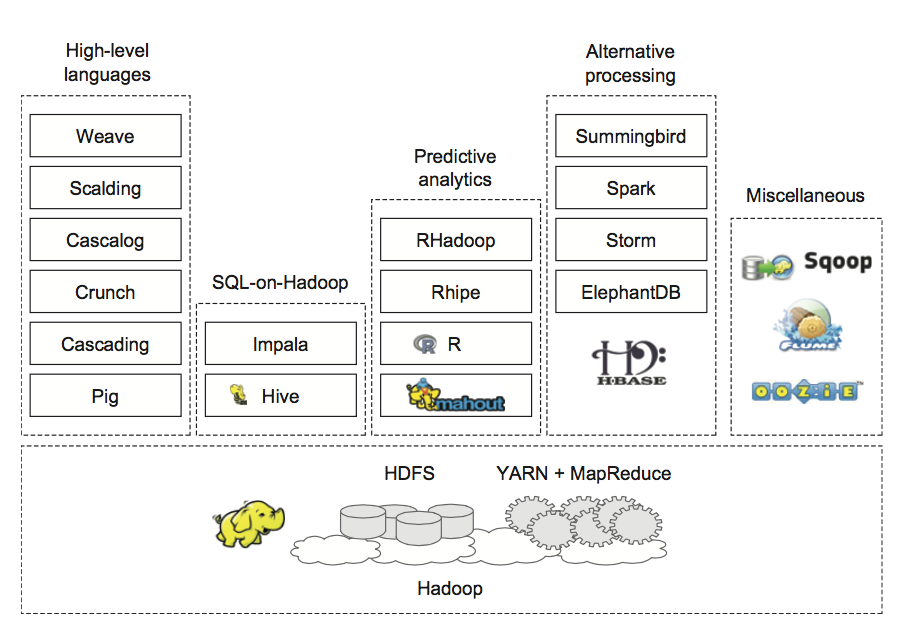 High-level
languages
Weave
Scalding
Cascalog
Crunch
Cascading
Pig
SQL-on-Hadoop
Impala
Hive
Predictive
analytics
RHadoop
Rhipe
R R
mahout
Alternative
processing
Summingbird
Spark
Storm
ElephantDB
H
HBASE
Miscellaneous
Sqoop
FLUME
OOZIE™
HDFS
YARN + MapReduce
Hadoop